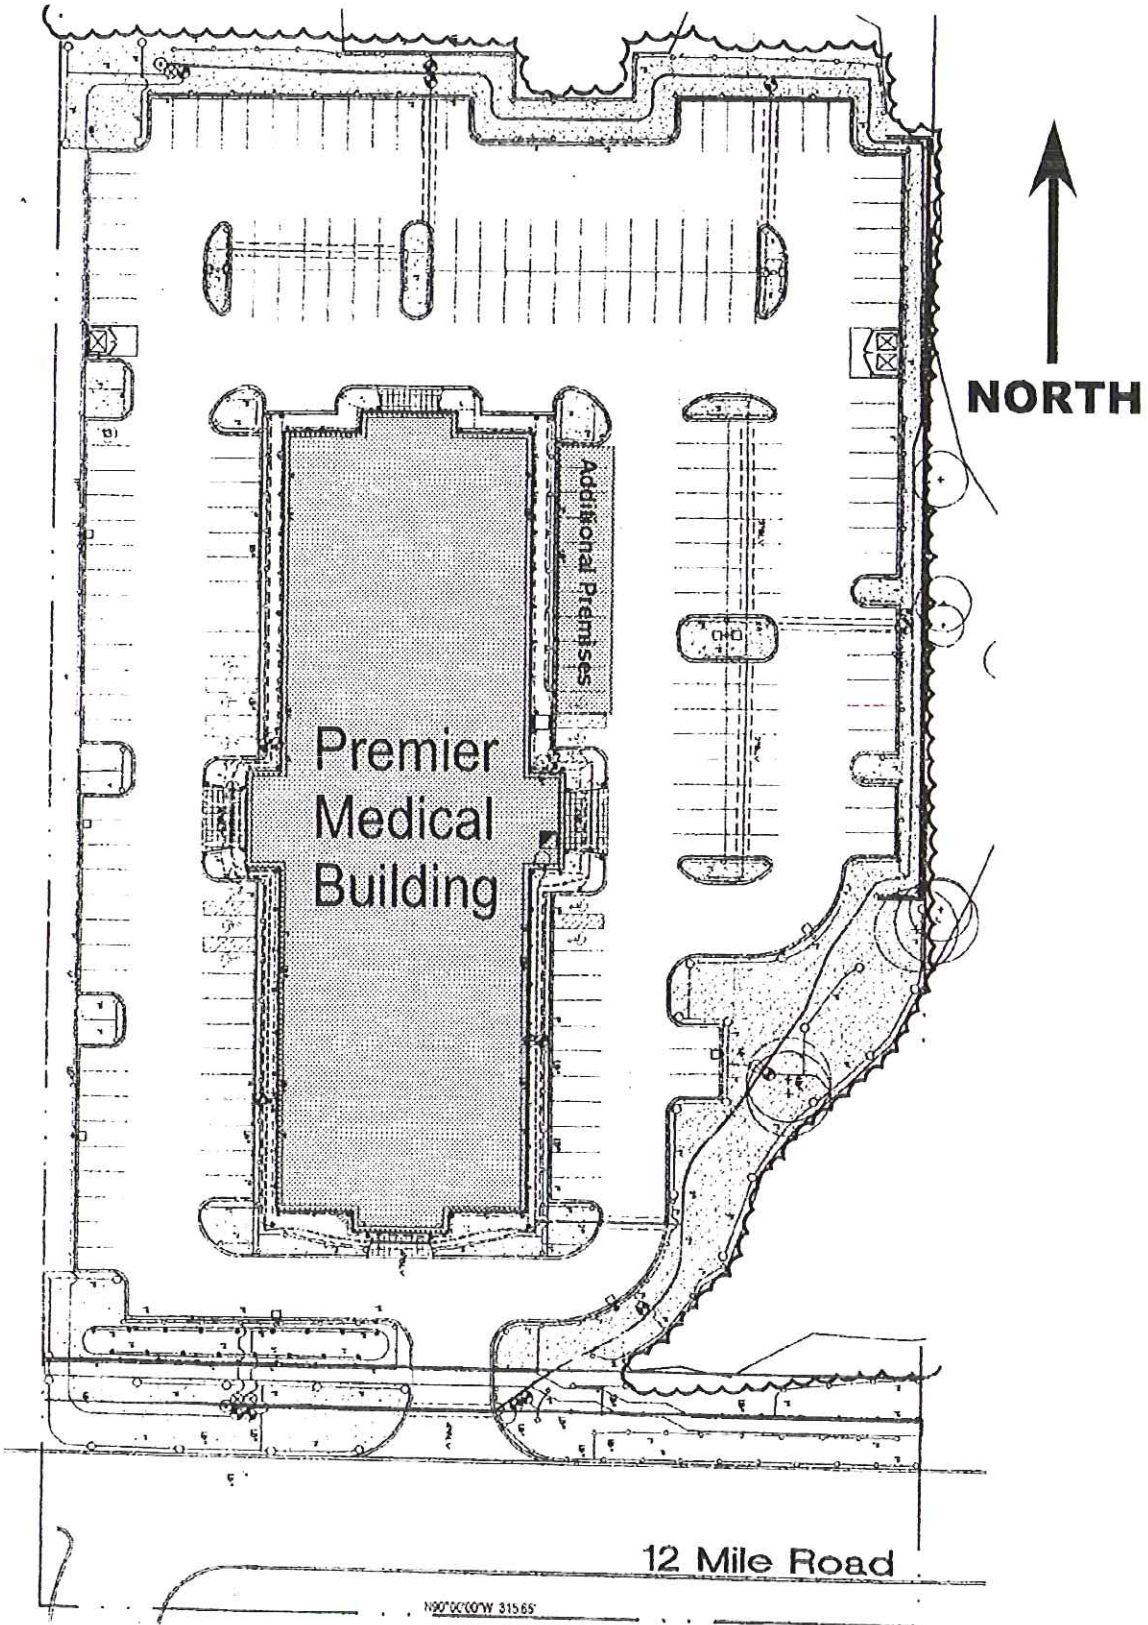 NORTH
Additional Premises
Premier
Medical
Building
12 Mile Road
N90°00'00"W 315.65'